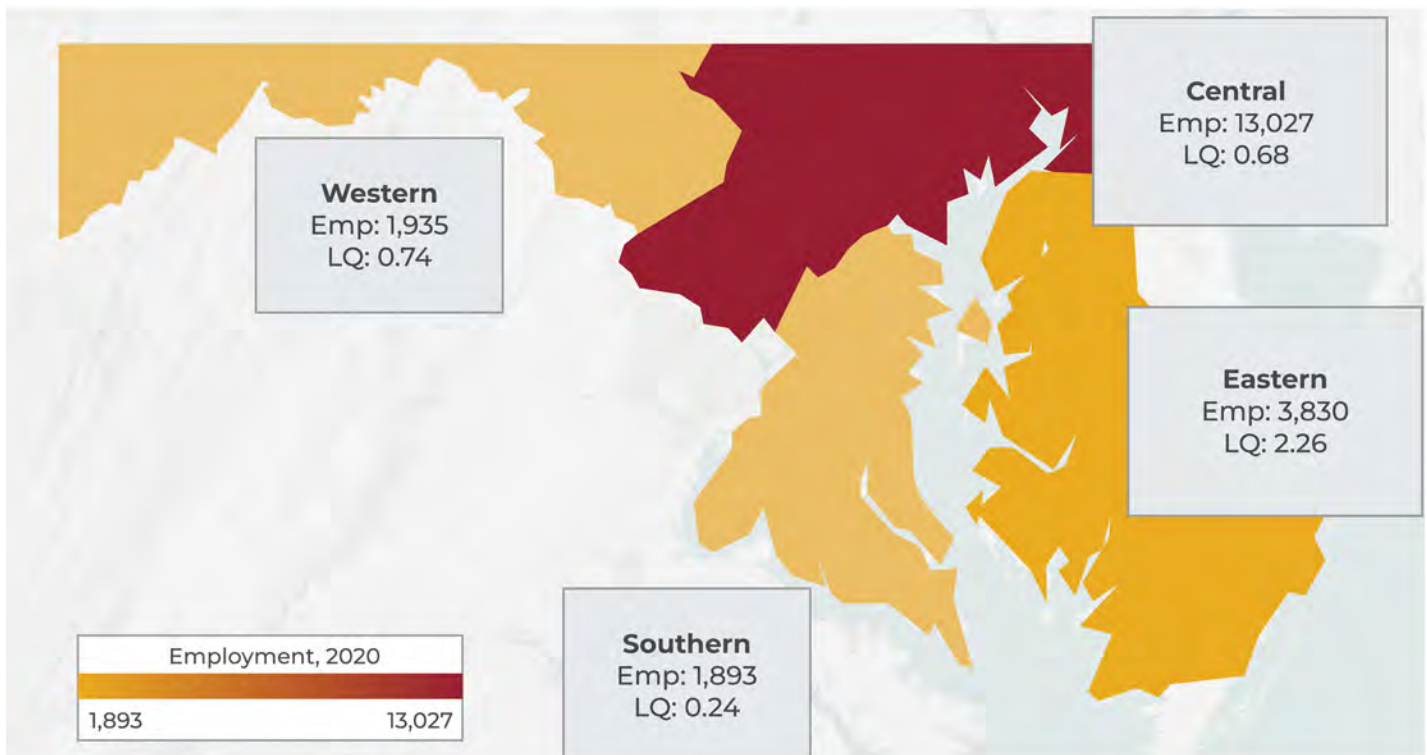 Central
Emp: 13,027
LQ: 0.68
Western
Emp: 1,935
LQ: 0.74
Eastern
Emp: 3,830
LQ: 2.26
Southern
Emp: 1,893
LQ: 0.24
Employment, 2020
1,893 13,027